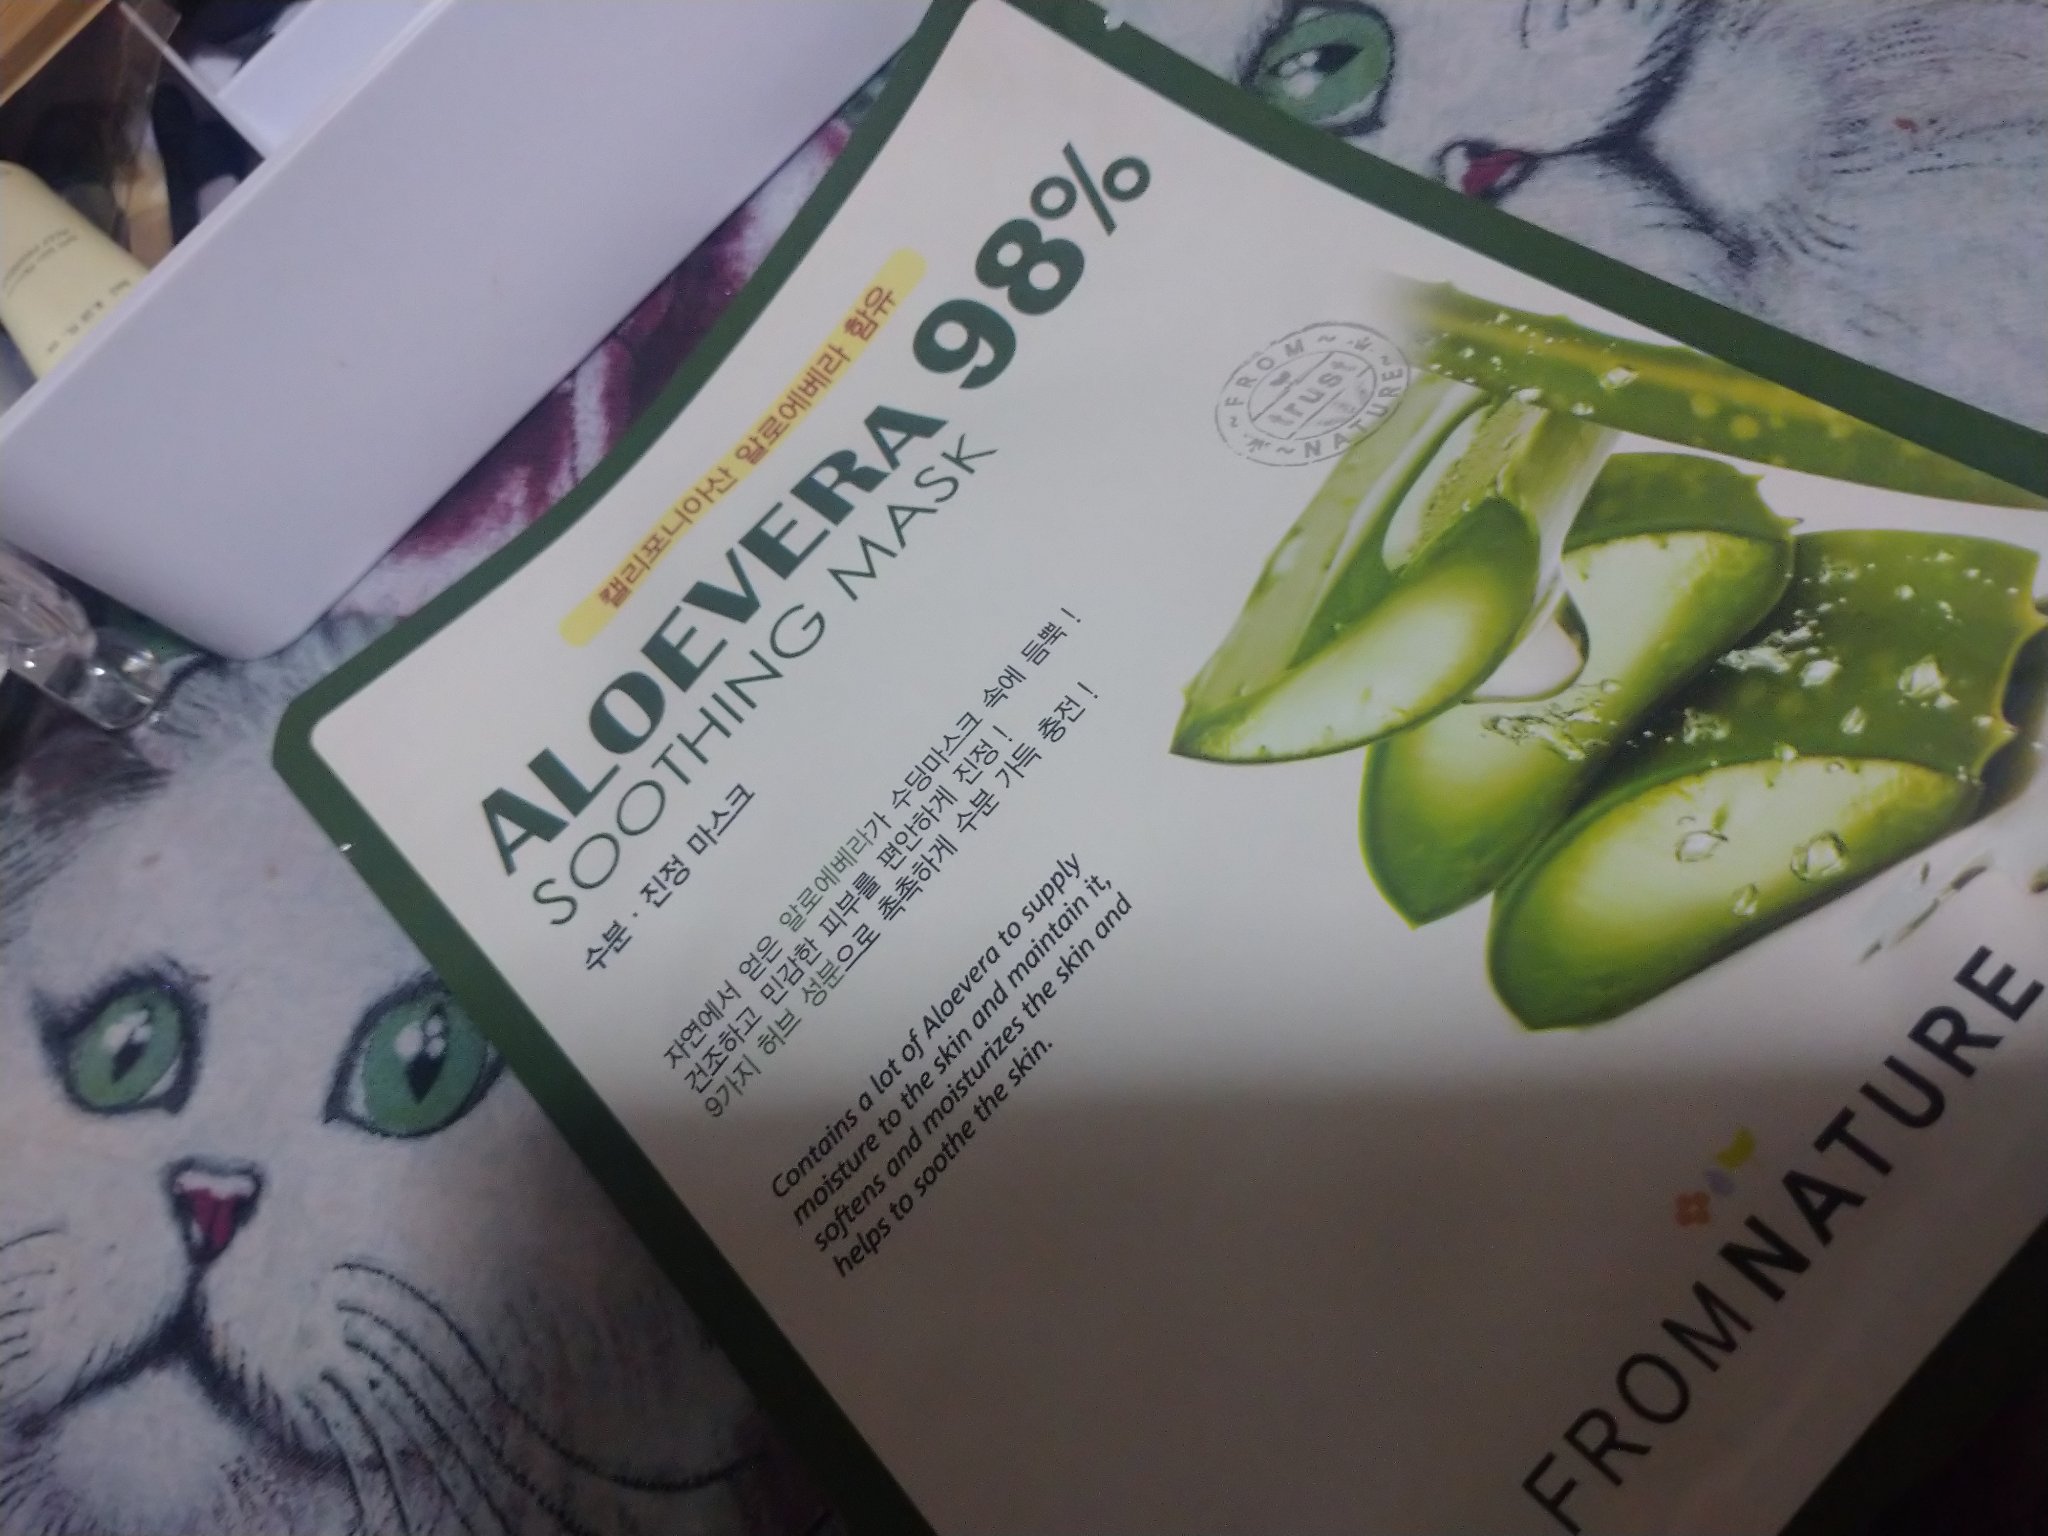 캘리포니아산 알로에베라 함유
ALOEVERA 98%
SOOTHING MASK
수분 · 진정 마스크
자연에서 얻은 알로에베라가 수딩마스크 속에 듬뿍 !
건조하고 민감한 피부를 편안하게 진정 !
9가지 허브 성분으로 촉촉하게 수분 가득 충전 !
Contains a lot of Aloevera to supply
moisture to the skin and maintain it,
softens and moisturizes the skin and
helps to soothe the skin.
~ FROM ~
trust
~ NATURE ~
FROMNATURE